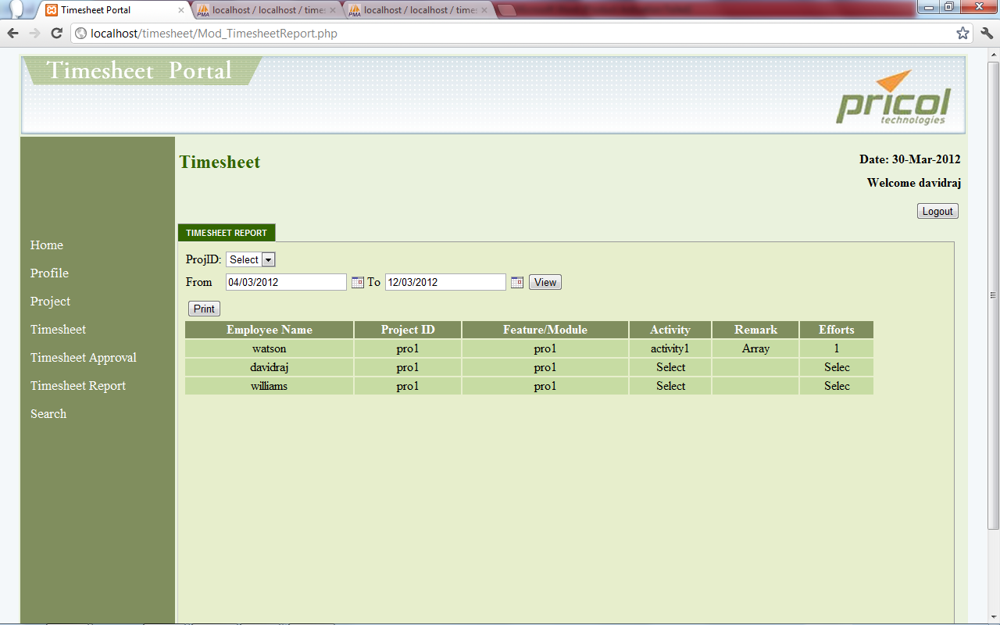 Timesheet Portal
localhost / localhost / time
localhost / localhost / time
localhost/timesheet/Mod_TimesheetReport.php
Timesheet Portal
pricol
technologies
Timesheet
Date: 30-Mar-2012
Welcome davidraj
Logout
Home
Profile
Project
Timesheet
Timesheet Approval
Timesheet Report
Search
TIMESHEET REPORT
ProjID: Select
From 04/03/2012 To 12/03/2012 View
Print
Employee Name Project ID Feature/Module Activity Remark Efforts
watson pro1 pro1 activity1 Array 1
davidraj pro1 pro1 Select Selec
williams pro1 pro1 Select Selec